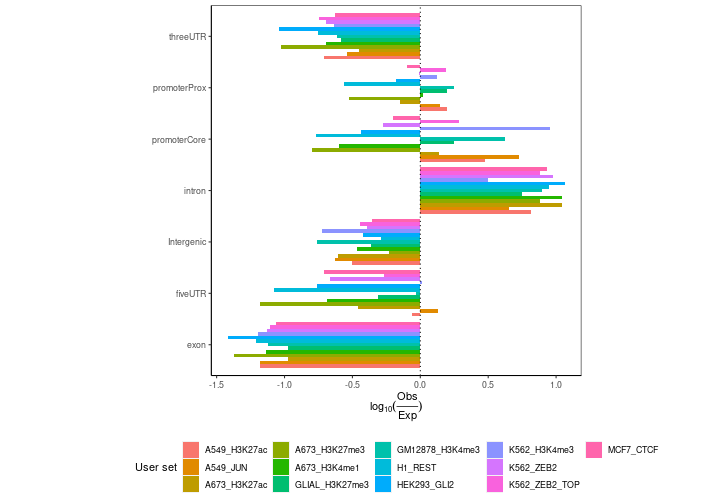 threeUTR
promoterProx
promoterCore
intron
Intergenic
fiveUTR
exon
-1.5 -1.0 -0.5 0.0 0.5 1.0
log10(Obs/Exp)
User set
A549_H3K27ac A673_H3K27me3 GM12878_H3K4me3 K562_H3K4me3 MCF7_CTCF
A549_JUN A673_H3K4me1 H1_REST K562_ZEB2
A673_H3K27ac GLIAL_H3K27me3 HEK293_GLI2 K562_ZEB2_TOP